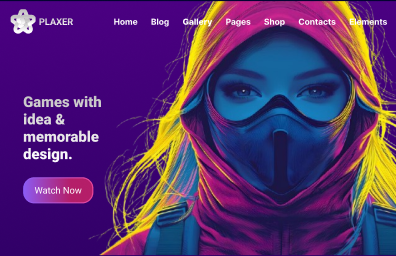 PLAXER
Home Blog Gallery Pages Shop Contacts Elements
Games with
idea &
memorable
design.
Watch Now